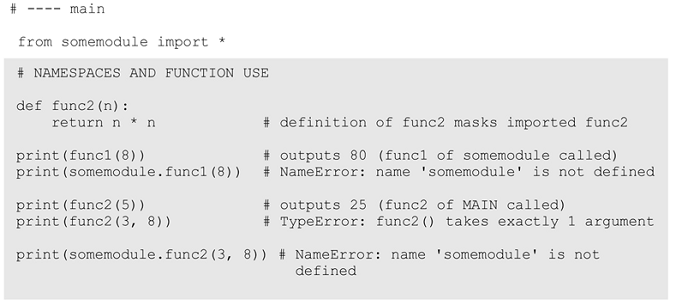 # ---- main
from somemodule import *
# NAMESPACES AND FUNCTION USE
def func2(n):
    return n * n             # definition of func2 masks imported func2
print(func1(8))              # outputs 80 (func1 of somemodule called)
print(somemodule.func1(8))   # NameError: name 'somemodule' is not defined
print(func2(5))              # outputs 25 (func2 of MAIN called)
print(func2(3, 8))           # TypeError: func2() takes exactly 1 argument
print(somemodule.func2(3, 8)) # NameError: name 'somemodule' is not
                                defined